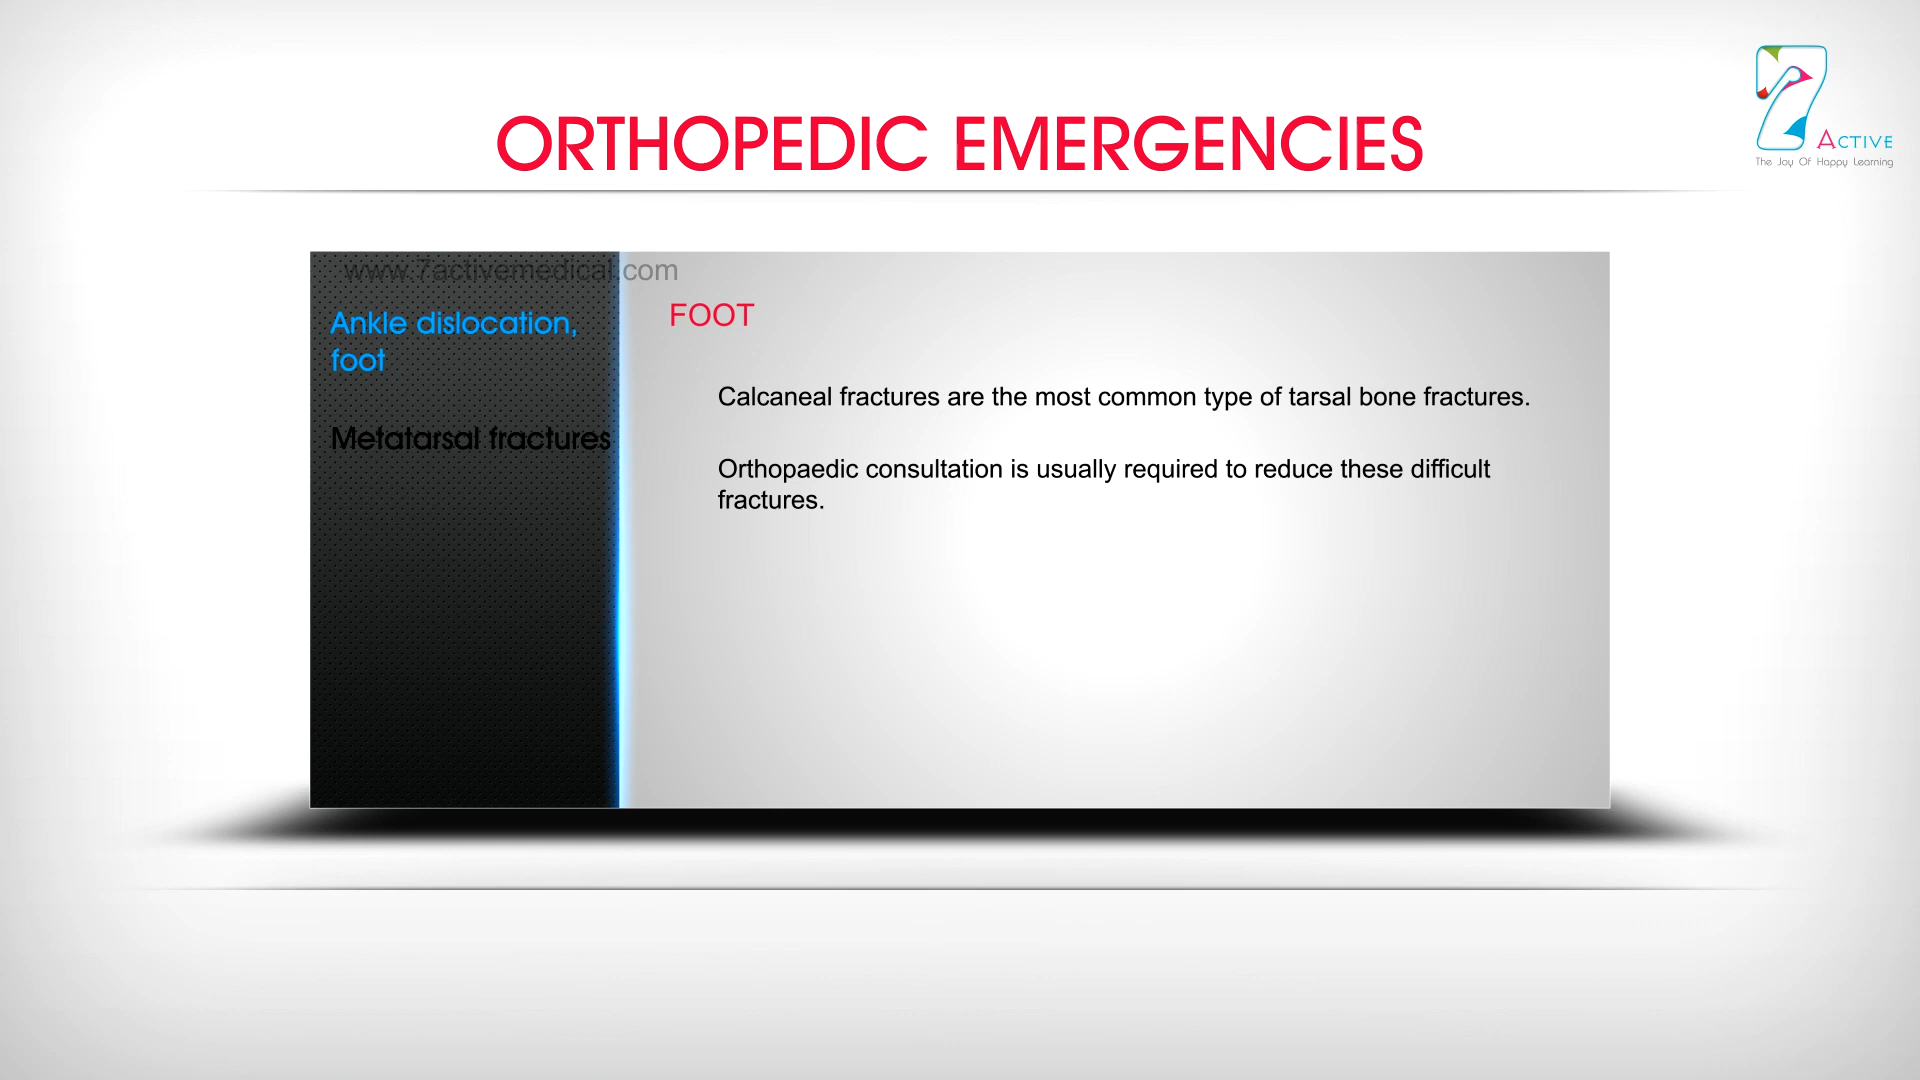 ORTHOPEDIC EMERGENCIES
7 ACTIVE
The Joy Of Happy Learning
www.7activemedical.com
Ankle dislocation,
foot
Metatarsal fractures
FOOT
Calcaneal fractures are the most common type of tarsal bone fractures.
Orthopaedic consultation is usually required to reduce these difficult
fractures.